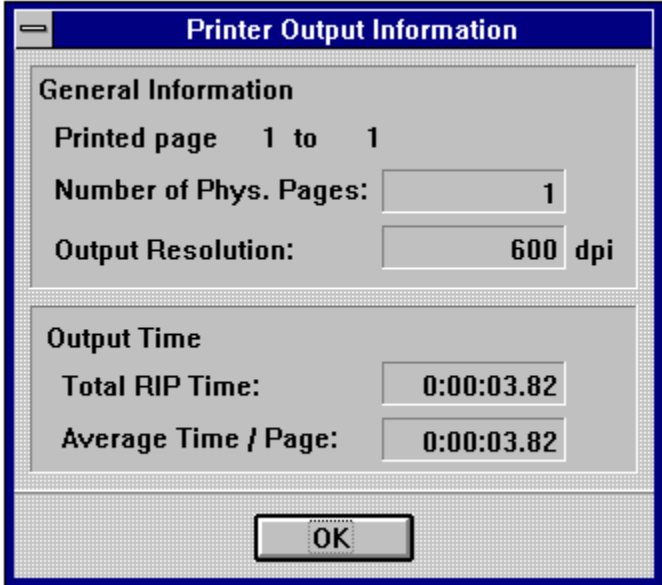 Printer Output Information
General Information
Printed page 1 to 1
Number of Phys. Pages: 1
Output Resolution: 600 dpi
Output Time
Total RIP Time: 0:00:03.82
Average Time / Page: 0:00:03.82
OK